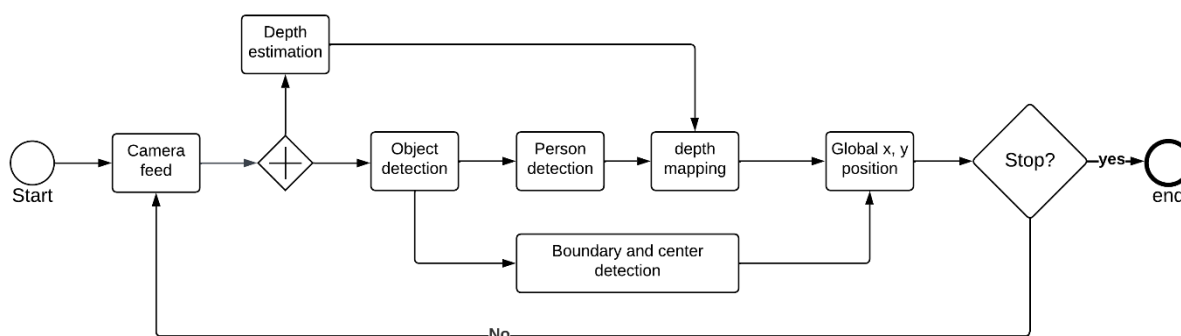 Depth
estimation
Start
Camera
feed
Object
detection
Person
detection
depth
mapping
Global x, y
position
Stop?
yes
end
Boundary and center
detection
No